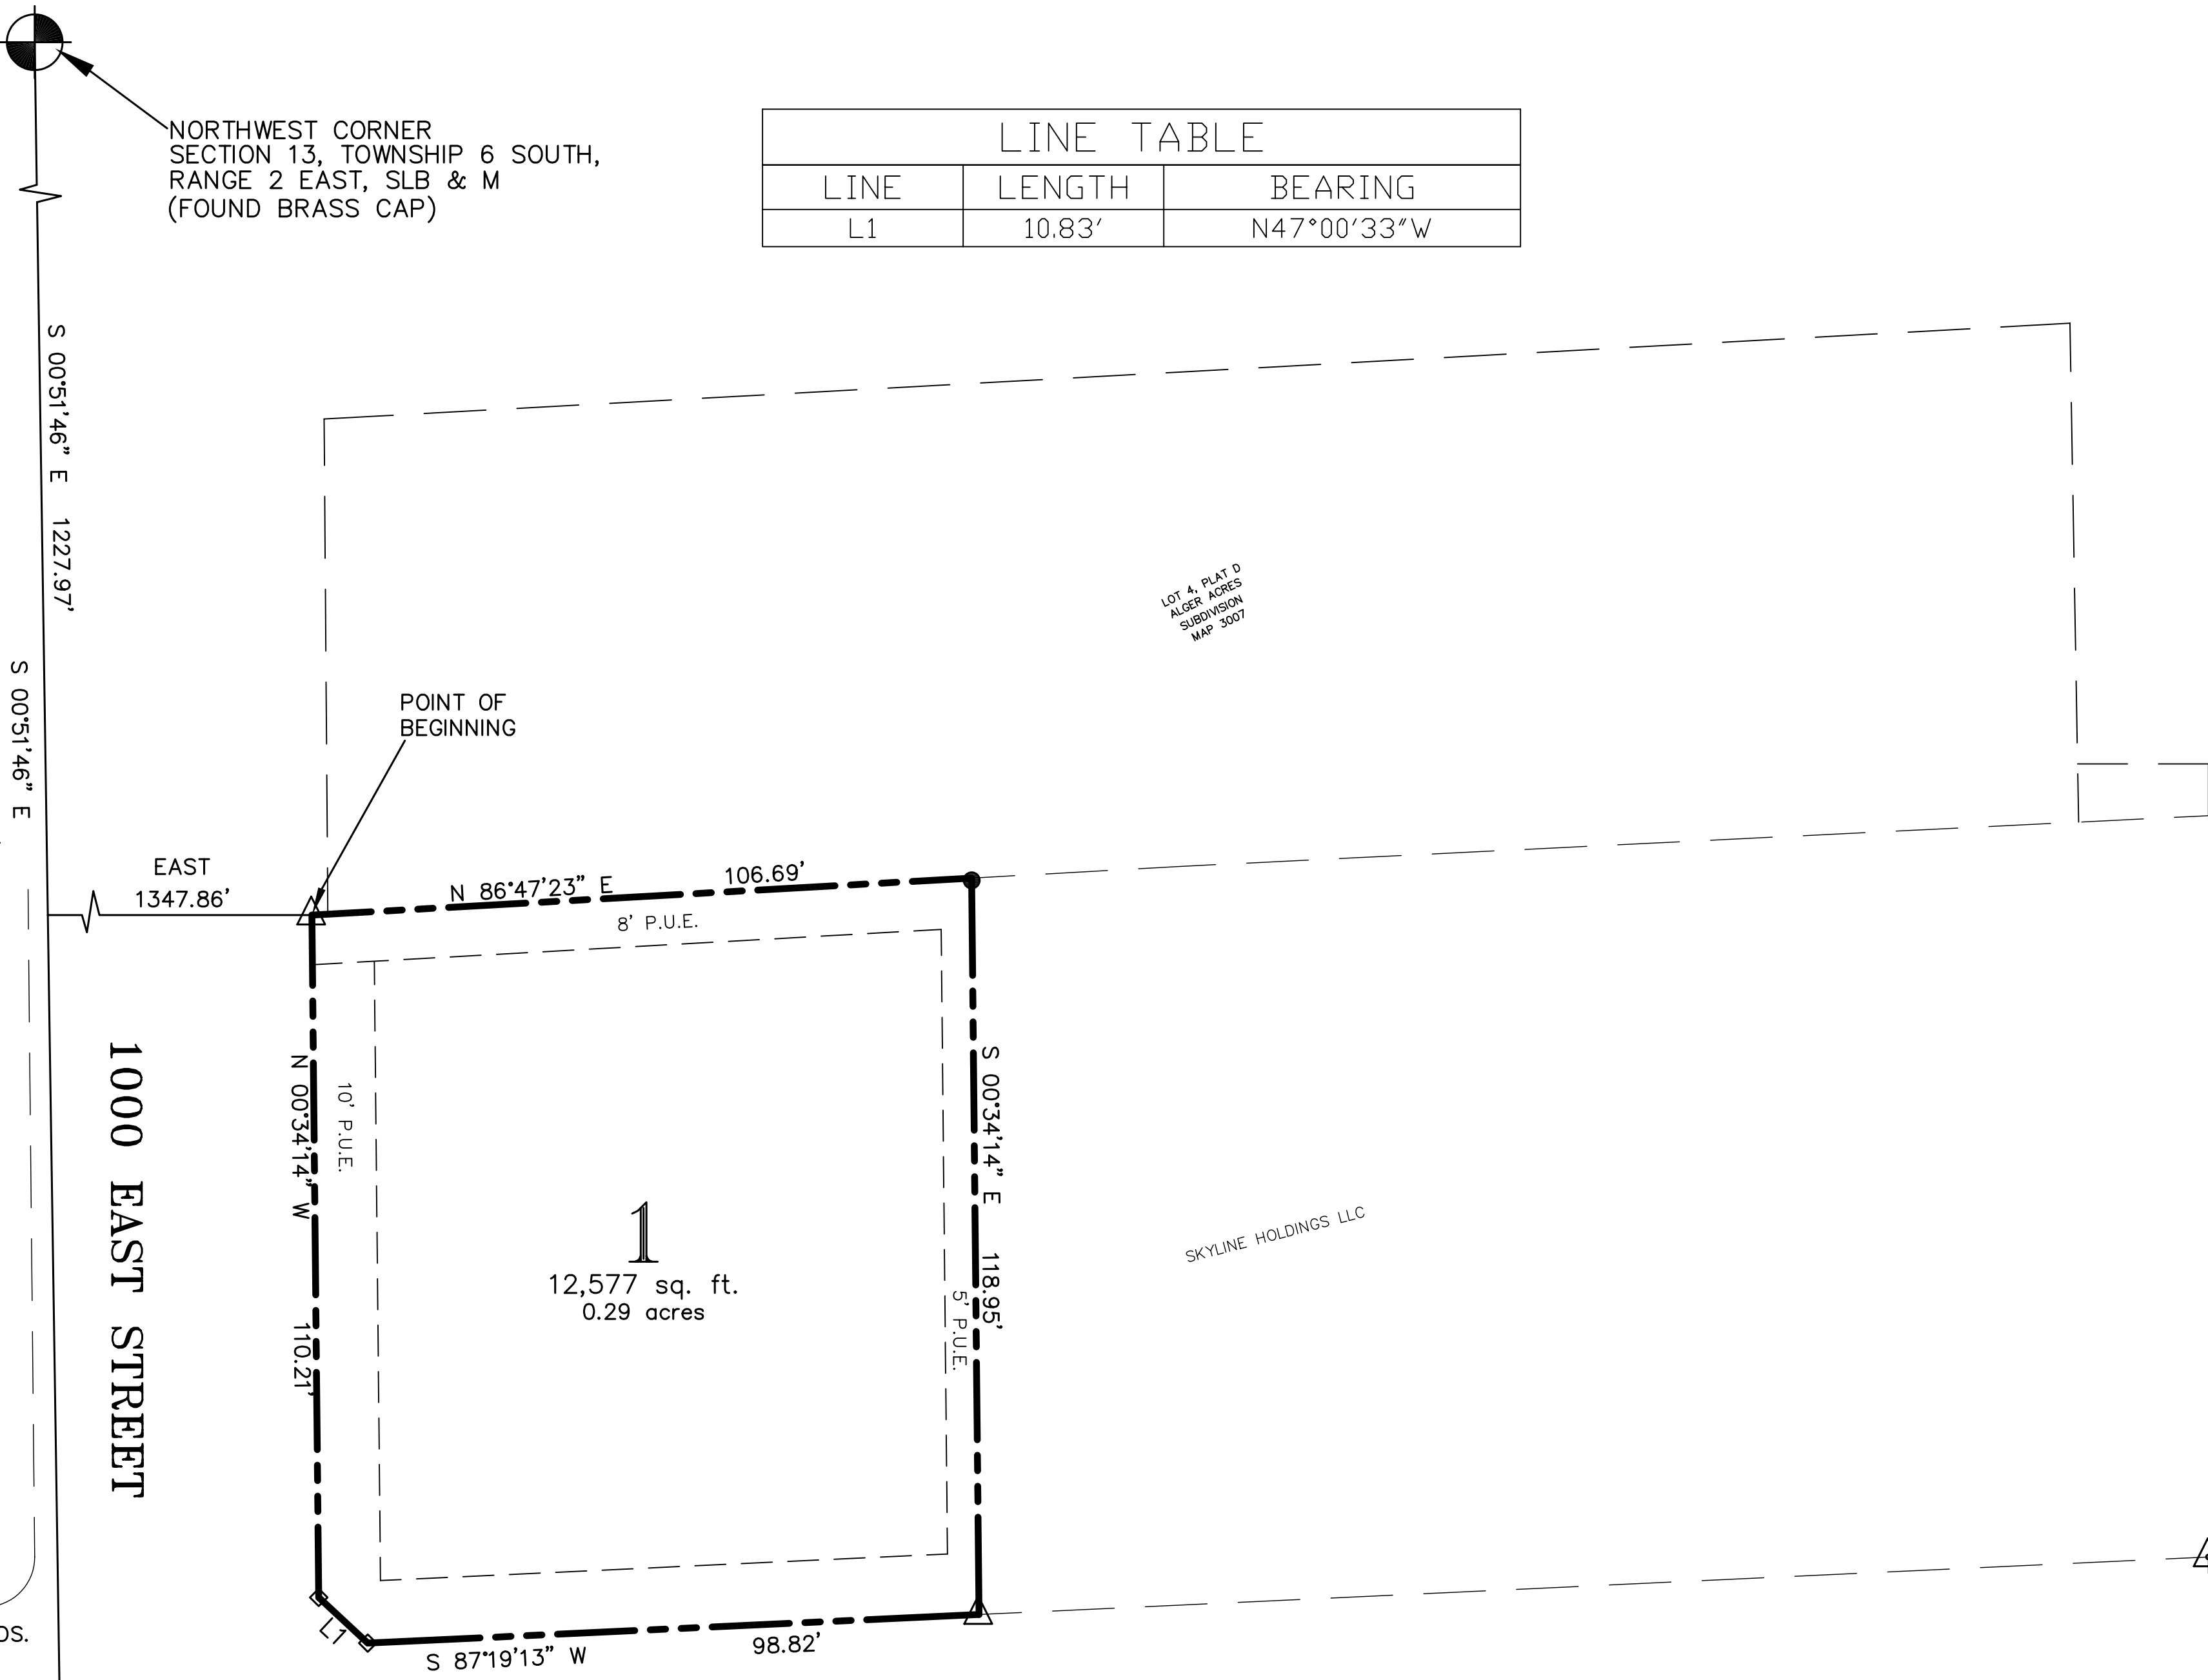 NORTHWEST CORNER
SECTION 13, TOWNSHIP 6 SOUTH,
RANGE 2 EAST, SLB & M
(FOUND BRASS CAP)
LINE TABLE
LINE LENGTH BEARING
L1 10.83' N47°00'33"W
S 00°51'46" E 1227.97'
S 00°51'46" E
LOT 4, PLAT D
ALGER ACRES
SUBDIVISION
MAP 3007
POINT OF
BEGINNING
EAST
1347.86'
N 86°47'23" E 106.69'
8' P.U.E.
1000 EAST STREET
N 00°34'14" W 110.21'
10' P.U.E.
S 00°34'14" E 118.95'
5' P.U.E.
1
12,577 sq. ft.
0.29 acres
SKYLINE HOLDINGS LLC
L1
S 87°19'13" W 98.82'